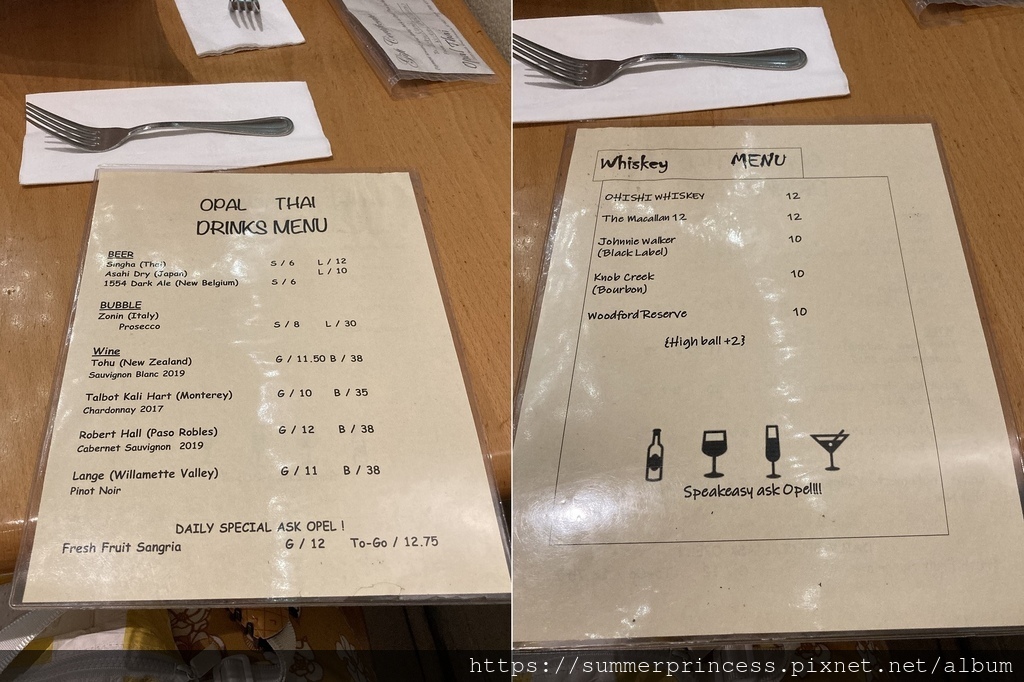 OPAL THAI
DRINKS MENU
BEER
Singha (Thai) S / 6 L / 12
Asahi Dry (Japan) L / 10
1554 Dark Ale (New Belgium) S / 6
BUBBLE
Zonin (Italy)
Prosecco S / 8 L / 30
Wine
Tohu (New Zealand) G / 11.50 B / 38
Sauvignon Blanc 2019
Talbot Kali Hart (Monterey) G / 10 B / 35
Chardonnay 2017
Robert Hall (Paso Robles) G / 12 B / 38
Cabernet Sauvignon 2019
Lange (Willamette Valley) G / 11 B / 38
Pinot Noir
DAILY SPECIAL ASK OPEL !
Fresh Fruit Sangria G / 12 To-Go / 12.75
Opal Thai
Whiskey MENU
OHISHI WHISKEY 12
The Macallan 12 12
Johnnie Walker 10
(Black Label)
Knob Creek 10
(Bourbon)
Woodford Reserve 10
{High ball +2}
Speakeasy ask Opel!!!
https://summerprincess.pixnet.net/album